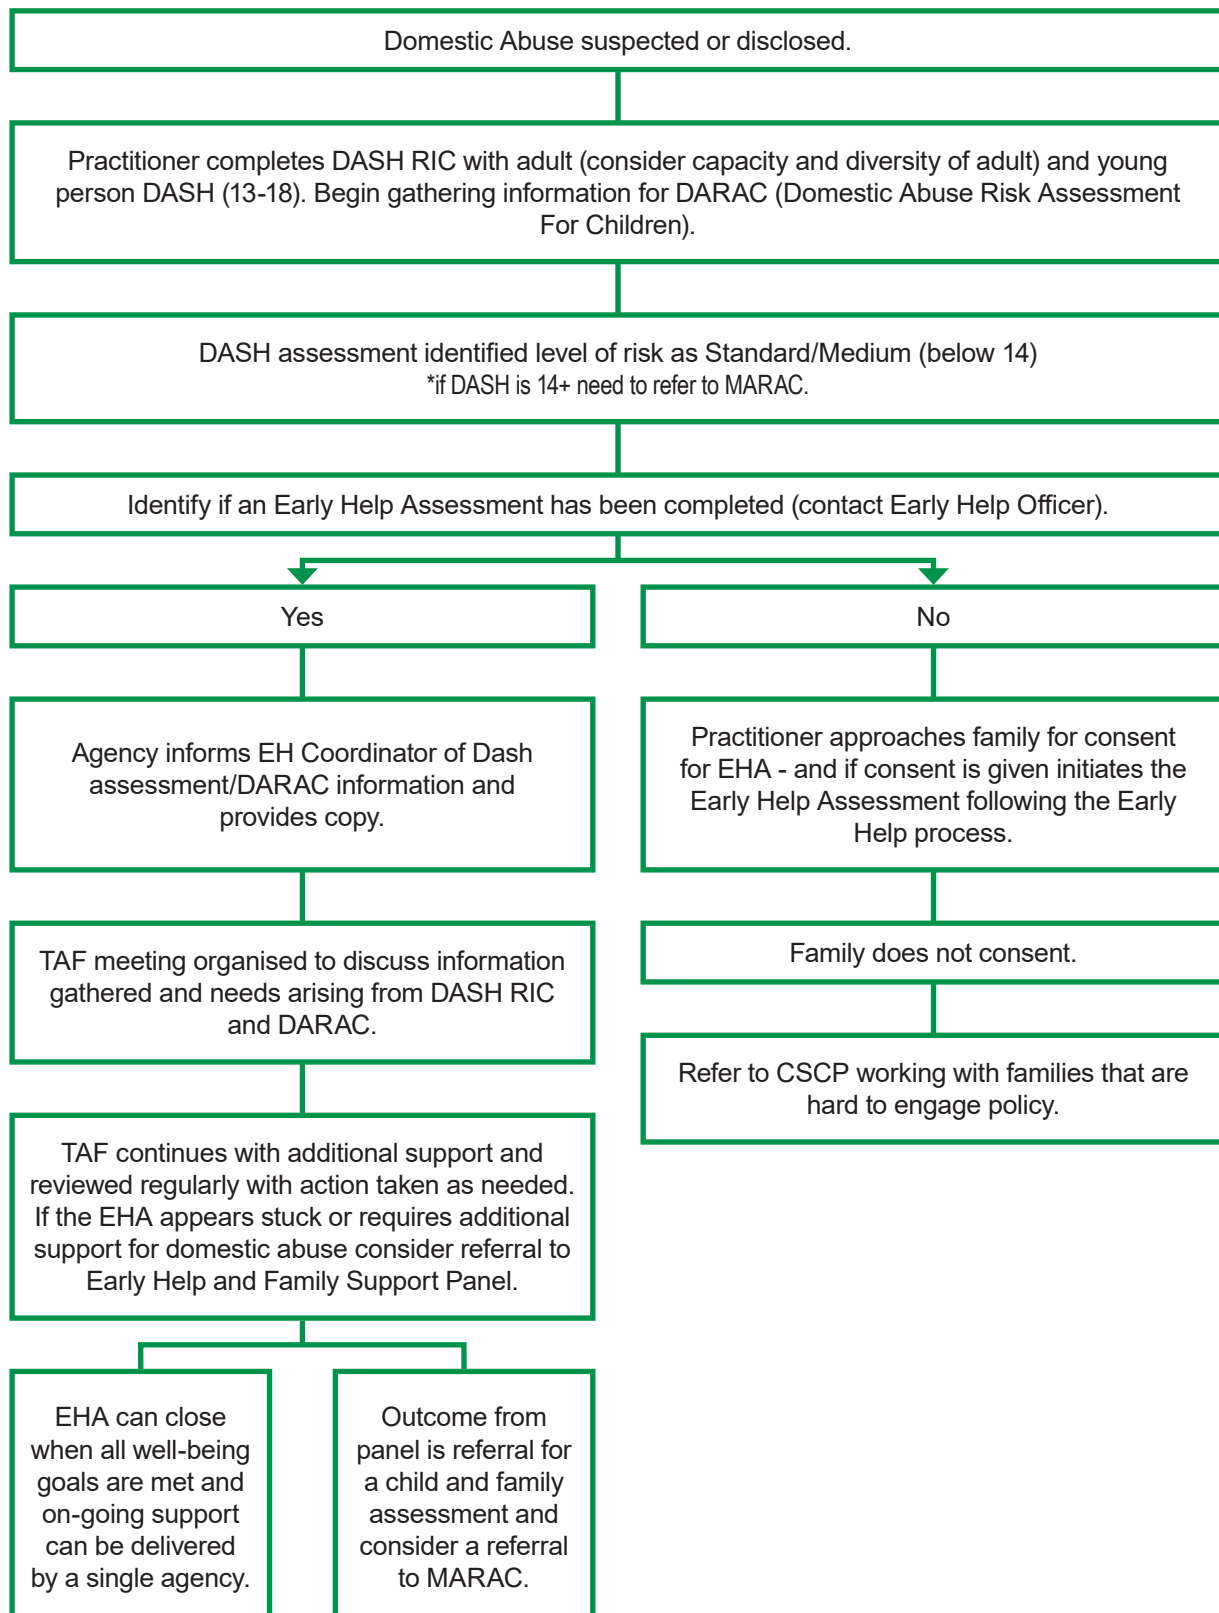 Domestic Abuse suspected or disclosed.
Practitioner completes DASH RIC with adult (consider capacity and diversity of adult) and young
person DASH (13-18). Begin gathering information for DARAC (Domestic Abuse Risk Assessment
For Children).
DASH assessment identified level of risk as Standard/Medium (below 14)
*if DASH is 14+ need to refer to MARAC.
Identify if an Early Help Assessment has been completed (contact Early Help Officer).
Yes
Agency informs EH Coordinator of Dash
assessment/DARAC information and
provides copy.
TAF meeting organised to discuss information
gathered and needs arising from DASH RIC
and DARAC.
TAF continues with additional support and
reviewed regularly with action taken as needed.
If the EHA appears stuck or requires additional
support for domestic abuse consider referral to
Early Help and Family Support Panel.
EHA can close
when all well-being
goals are met and
on-going support
can be delivered
by a single agency.
Outcome from
panel is referral for
a child and family
assessment and
consider a referral
to MARAC.
No
Practitioner approaches family for consent
for EHA - and if consent is given initiates the
Early Help Assessment following the Early
Help process.
Family does not consent.
Refer to CSCP working with families that are
hard to engage policy.